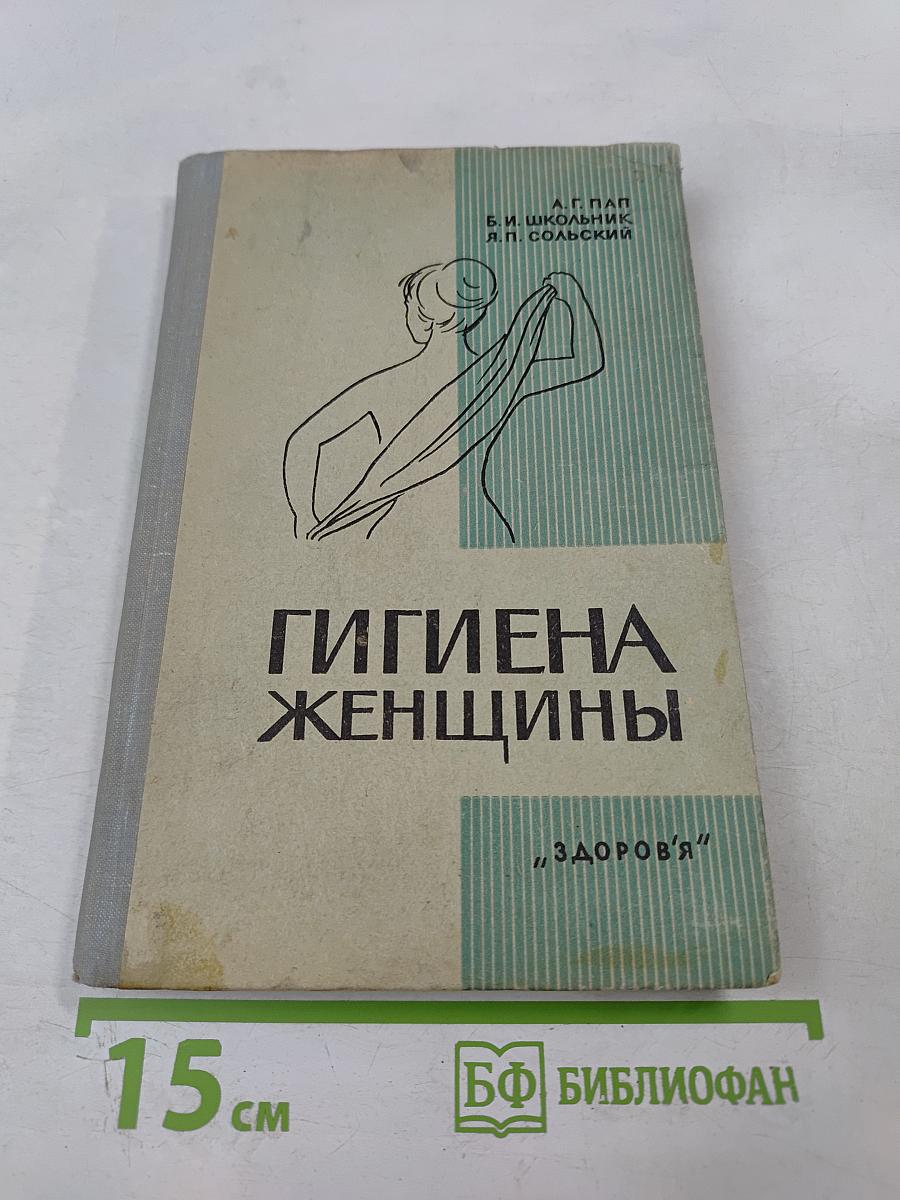 А. Г. ПАП
Б. И. ШКОЛЬНИК
Я. П. СОЛЬСКИЙ
ГИГИЕНА
ЖЕНЩИНЫ
„ЗДОРОВ'Я“
15 см
БФ БИБЛИОФАН